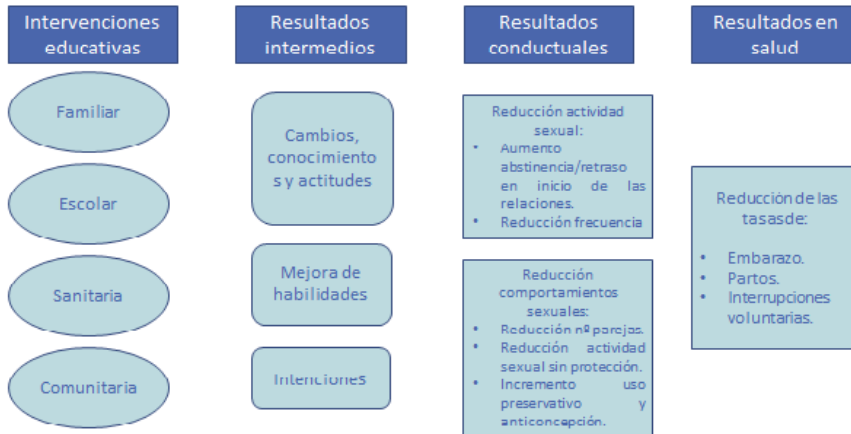 Intervenciones
educativas
Familiar
Escolar
Sanitaria
Comunitaria
Resultados
intermedios
Cambios,
conocimiento
s y actitudes
Mejora de
habilidades
Intenciones
Resultados
conductuales
Reducción actividad
sexual:
• Aumento
abstinencia/retraso
en inicio de las
relaciones.
• Reducción frecuencia
Reducción
comportamientos
sexuales:
• Reducción nº parejas.
• Reducción actividad
sexual sin protección.
• Incremento uso
preservativo y
anticoncepción.
Resultados en
salud
Reducción de las
tasasde:
• Embarazo.
• Partos.
• Interrupciones
voluntarias.